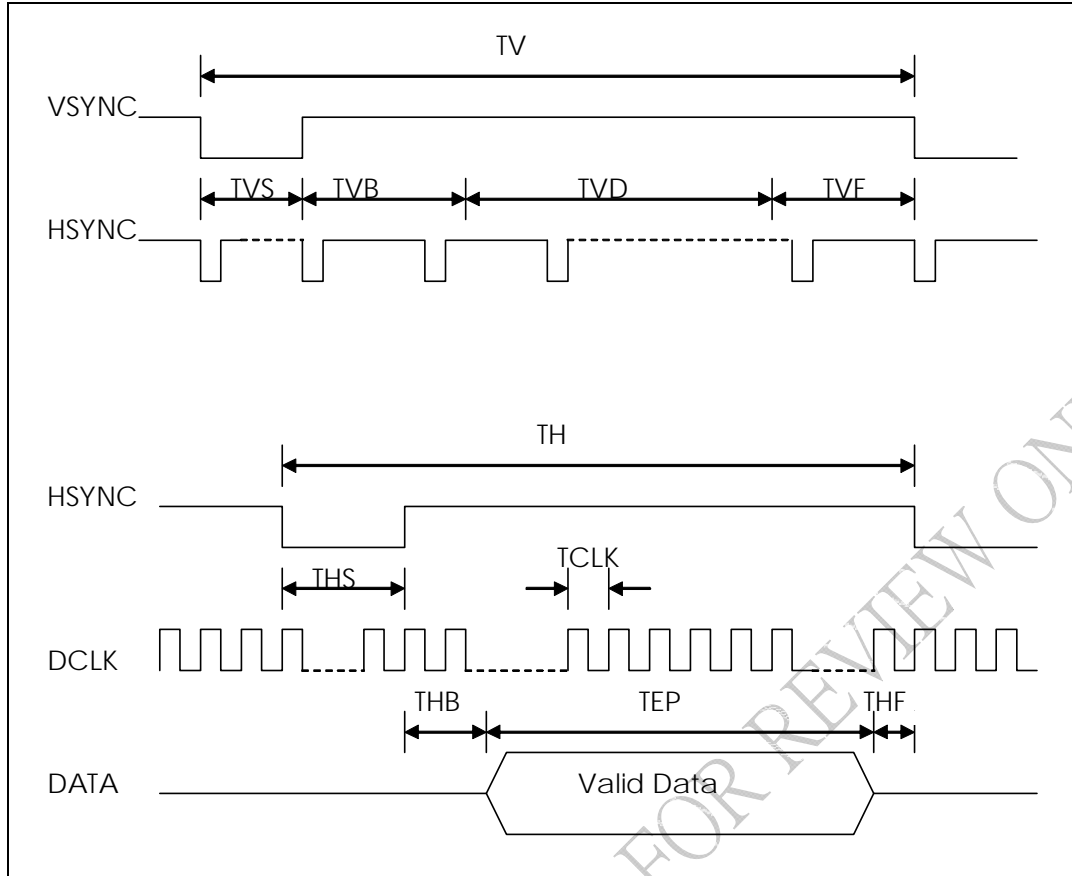 TV
VSYNC
TVS TVB TVD TVF
HSYNC
TH
HSYNC
TCLK
THS
DCLK
THB TEP THF
DATA Valid Data
FOR REVIEW